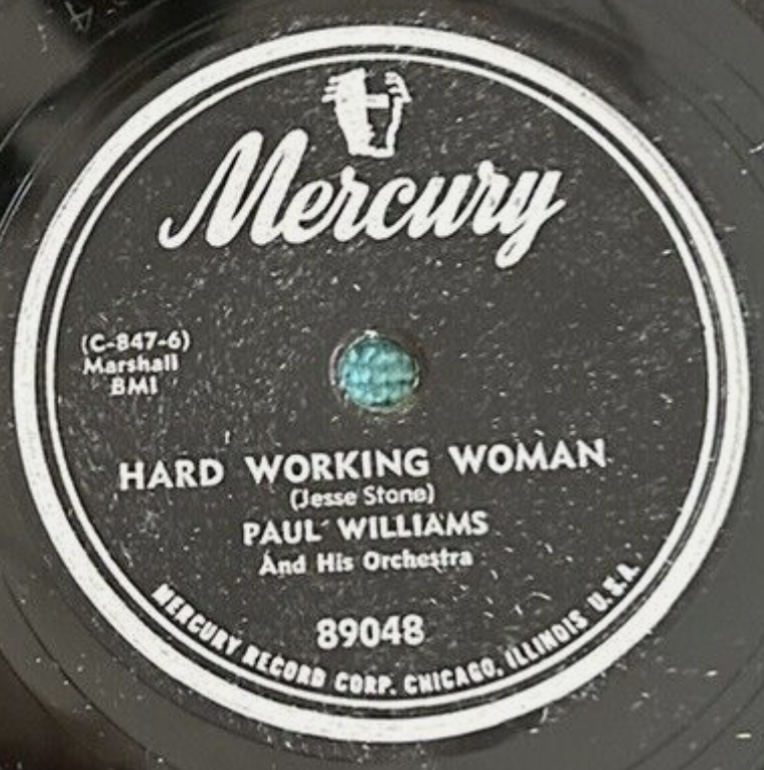 Mercury
(C-847-6)
Marshall
BMI
HARD WORKING WOMAN
(Jesse Stone)
PAUL WILLIAMS
And His Orchestra
89048
MERCURY RECORD CORP. CHICAGO, ILLINOIS U.S.A.